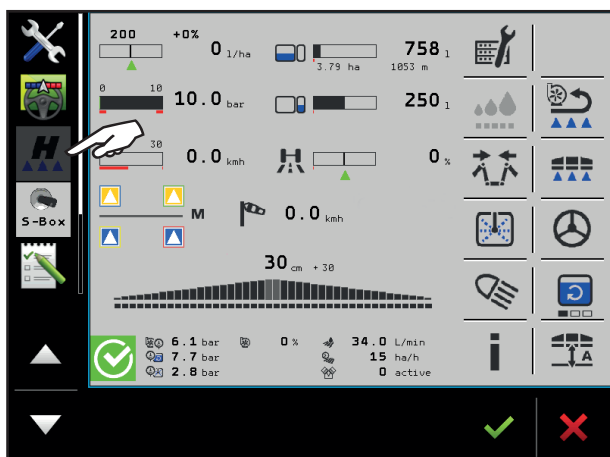 200 +0% 0 l/ha 758 l
3.79 ha 1053 m
0 10 10.0 bar 250 l
30 0.0 kmh 0 %
H
S-Box
M 0.0 kmh
30 cm +30
6.1 bar 0 % 34.0 L/min
7.7 bar 15 ha/h
2.8 bar 0 active
i A